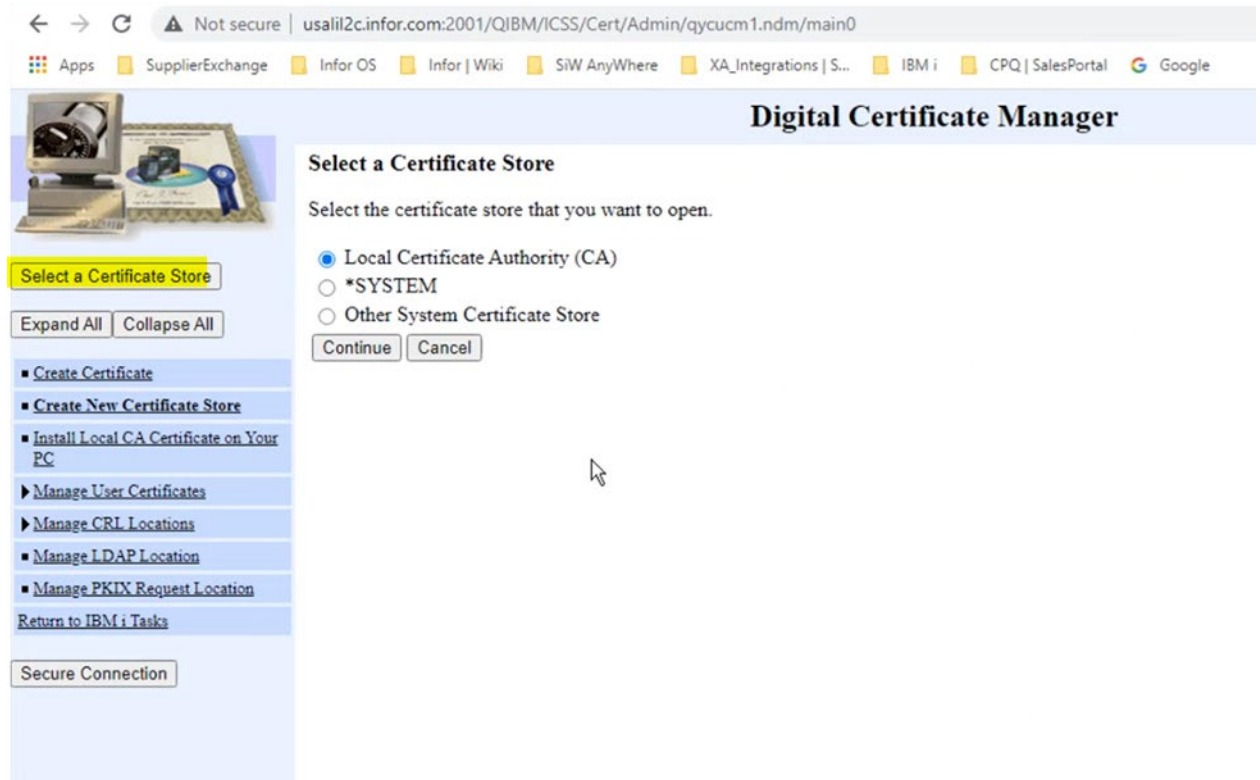 Not secure | usalil2c.infor.com:2001/QIBM/ICSS/Cert/Admin/qycucm1.ndm/main0
Apps SupplierExchange Infor OS Infor | Wiki SiW AnyWhere XA_Integrations | S... IBM i CPQ | SalesPortal Google
Digital Certificate Manager
Select a Certificate Store
Expand All Collapse All
Create Certificate
Create New Certificate Store
Install Local CA Certificate on Your
PC
Manage User Certificates
Manage CRL Locations
Manage LDAP Location
Manage PKIX Request Location
Return to IBM i Tasks
Secure Connection
Select a Certificate Store
Select the certificate store that you want to open.
Local Certificate Authority (CA)
*SYSTEM
Other System Certificate Store
Continue Cancel